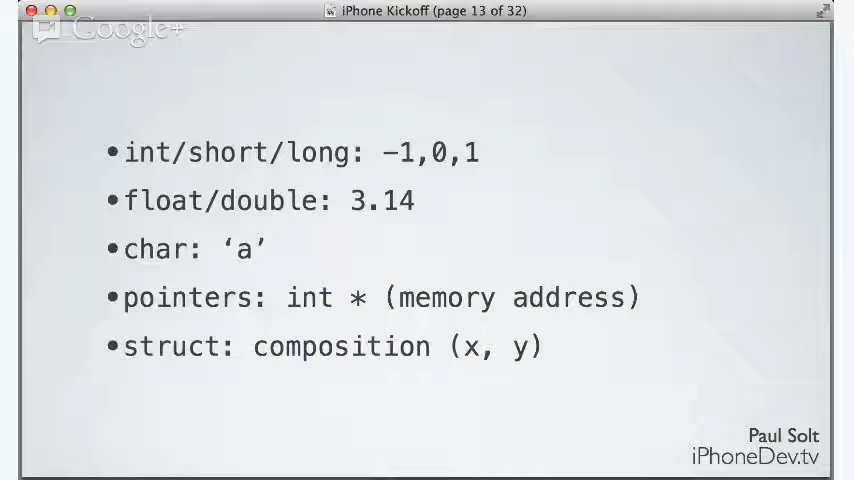 iPhone Kickoff (page 13 of 32)
Google+
•int/short/long: -1,0,1
•float/double: 3.14
•char: ‘a’
•pointers: int * (memory address)
•struct: composition (x, y)
Paul Solt
iPhoneDev.tv